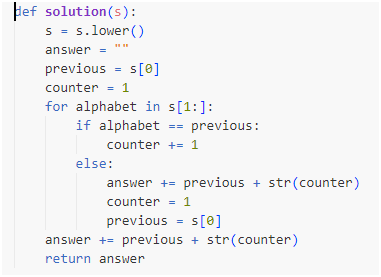 def solution(s):
    s = s.lower()
    answer = ""
    previous = s[0]
    counter = 1
    for alphabet in s[1:]:
        if alphabet == previous:
            counter += 1
        else:
            answer += previous + str(counter)
            counter = 1
            previous = s[0]
    answer += previous + str(counter)
    return answer